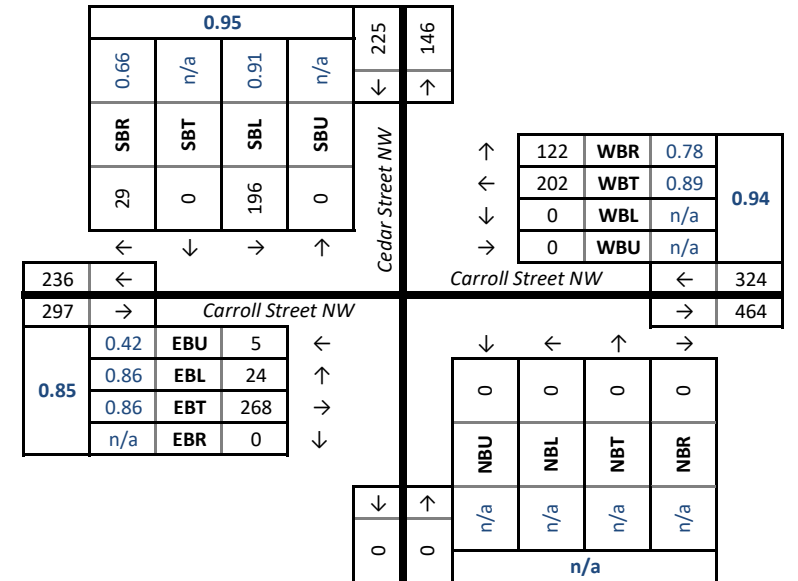 0.95
225
146
0.66 n/a 0.91 n/a
↓ ↑
SBR SBT SBL SBU
29 0 196 0
← ↓ → ↑
Cedar Street NW
↑ 122 WBR 0.78
← 202 WBT 0.89
↓ 0 WBL n/a
→ 0 WBU n/a
0.94
236 ←
Carroll Street NW
← 324
297 →
Carroll Street NW
→ 464
0.85
0.42 EBU 5 ←
0.86 EBL 24 ↑
0.86 EBT 268 →
n/a EBR 0 ↓
↓ ← ↑ →
0 0 0 0
NBU NBL NBT NBR
n/a n/a n/a n/a
↓ ↑
0 0
n/a